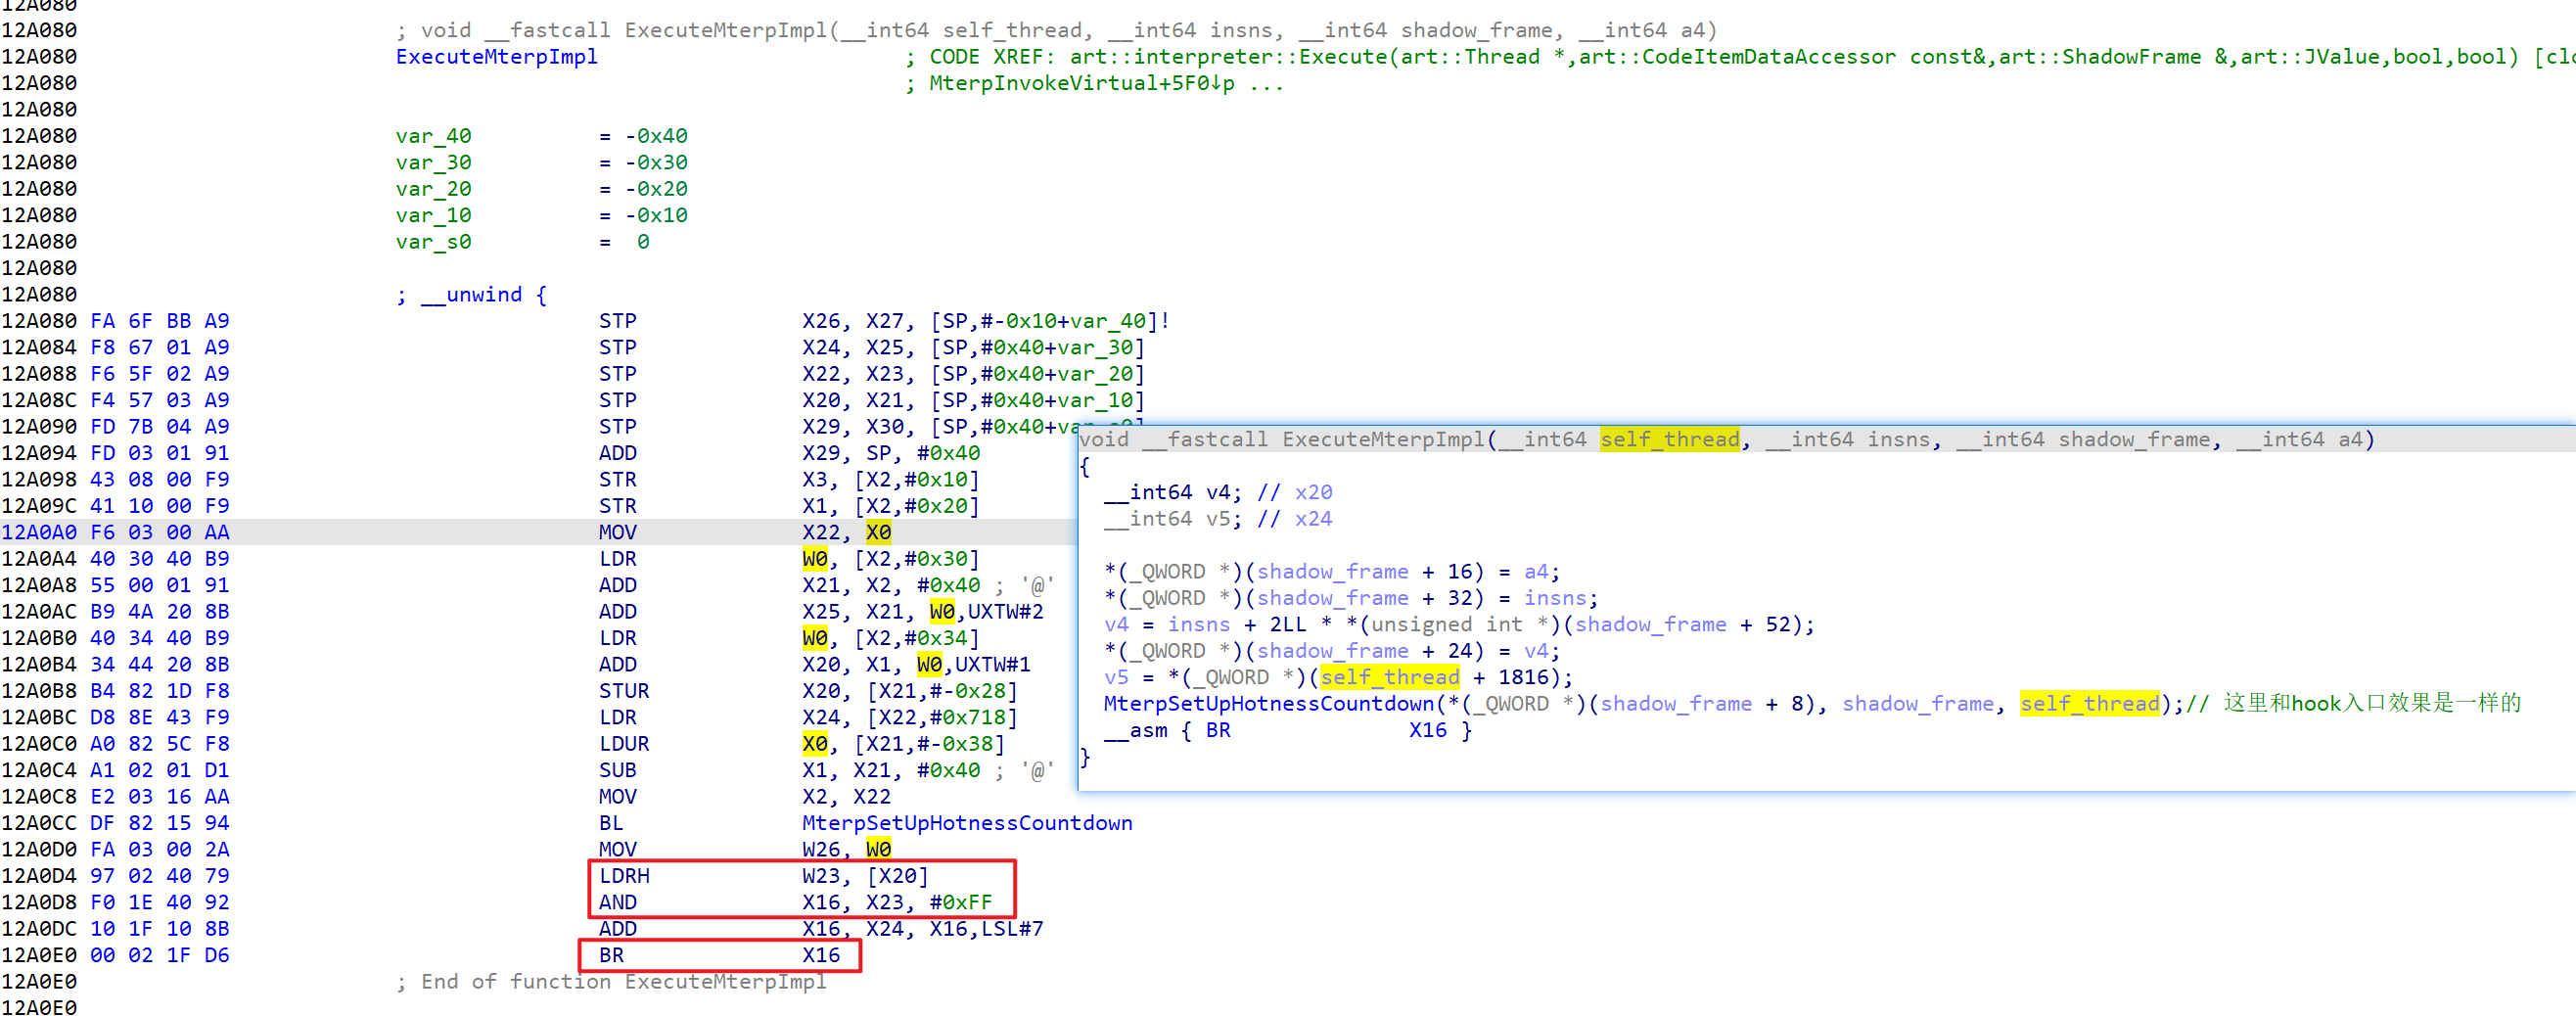 12A080
12A080 ; void __fastcall ExecuteMterpImpl(__int64 self_thread, __int64 insns, __int64 shadow_frame, __int64 a4)
12A080 ExecuteMterpImpl ; CODE XREF: art::interpreter::Execute(art::Thread *,art::CodeItemDataAccessor const&,art::ShadowFrame &,art::JValue,bool,bool) [clo
12A080 ; MterpInvokeVirtual+5F0↓p ...
12A080
12A080 var_40 = -0x40
12A080 var_30 = -0x30
12A080 var_20 = -0x20
12A080 var_10 = -0x10
12A080 var_s0 = 0
12A080
12A080 ; __unwind {
12A080 FA 6F BB A9 STP X26, X27, [SP,#-0x10+var_40]!
12A084 F8 67 01 A9 STP X24, X25, [SP,#0x40+var_30]
12A088 F6 5F 02 A9 STP X22, X23, [SP,#0x40+var_20]
12A08C F4 57 03 A9 STP X20, X21, [SP,#0x40+var_10]
12A090 FD 7B 04 A9 STP X29, X30, [SP,#0x40+
12A094 FD 03 01 91 ADD X29, SP, #0x40
12A098 43 08 00 F9 STR X3, [X2,#0x10]
12A09C 41 10 00 F9 STR X1, [X2,#0x20]
12A0A0 F6 03 00 AA MOV X22, X0
12A0A4 40 30 40 B9 LDR W0, [X2,#0x30]
12A0A8 55 00 01 91 ADD X21, X2, #0x40 ; '@'
12A0AC B9 4A 20 8B ADD X25, X21, W0,UXTW#2
12A0B0 40 34 40 B9 LDR W0, [X2,#0x34]
12A0B4 34 44 20 8B ADD X20, X1, W0,UXTW#1
12A0B8 B4 82 1D F8 STUR X20, [X21,#-0x28]
12A0BC D8 8E 43 F9 LDR X24, [X22,#0x718]
12A0C0 A0 82 5C F8 LDUR X0, [X21,#-0x38]
12A0C4 A1 02 01 D1 SUB X1, X21, #0x40 ; '@'
12A0C8 E2 03 16 AA MOV X2, X22
12A0CC DF 82 15 94 BL MterpSetUpHotnessCountdown
12A0D0 FA 03 00 2A MOV W26, W0
12A0D4 97 02 40 79 LDRH W23, [X20]
12A0D8 F0 1E 40 92 AND X16, X23, #0xFF
12A0DC 10 1F 10 8B ADD X16, X24, X16,LSL#7
12A0E0 00 02 1F D6 BR X16
12A0E0 ; End of function ExecuteMterpImpl
12A0E0
void __fastcall ExecuteMterpImpl(__int64 self_thread, __int64 insns, __int64 shadow_frame, __int64 a4)
{
__int64 v4; // x20
__int64 v5; // x24
*(_QWORD *)(shadow_frame + 16) = a4;
*(_QWORD *)(shadow_frame + 32) = insns;
v4 = insns + 2LL * *(unsigned int *)(shadow_frame + 52);
*(_QWORD *)(shadow_frame + 24) = v4;
v5 = *(_QWORD *)(self_thread + 1816);
MterpSetUpHotnessCountdown(*(_QWORD *)(shadow_frame + 8), shadow_frame, self_thread);// 这里和hook入口效果是一样的
__asm { BR X16 }
}